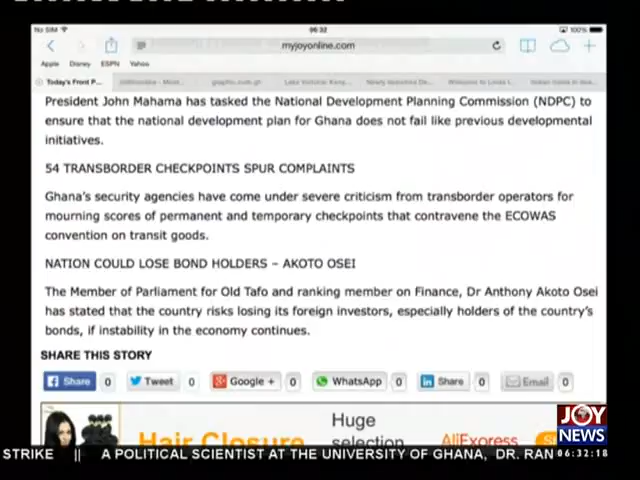 No SIM
06:32
100%
myjoyonline.com
Apple Disney ESPN Yahoo
Today's Front P...
graphic.com.gh
President John Mahama has tasked the National Development Planning Commission (NDPC) to
ensure that the national development plan for Ghana does not fail like previous developmental
initiatives.
54 TRANSBORDER CHECKPOINTS SPUR COMPLAINTS
Ghana's security agencies have come under severe criticism from transborder operators for
mourning scores of permanent and temporary checkpoints that contravene the ECOWAS
convention on transit goods.
NATION COULD LOSE BOND HOLDERS – AKOTO OSEI
The Member of Parliament for Old Tafo and ranking member on Finance, Dr Anthony Akoto Osei
has stated that the country risks losing its foreign investors, especially holders of the country's
bonds, if instability in the economy continues.
SHARE THIS STORY
Share 0 Tweet 0 Google + 0 WhatsApp 0 Share 0 Email 0
Hair Closure
Huge
selection
AliExpress
JOY
NEWS
06:32:18
STRIKE || A POLITICAL SCIENTIST AT THE UNIVERSITY OF GHANA, DR. RAN